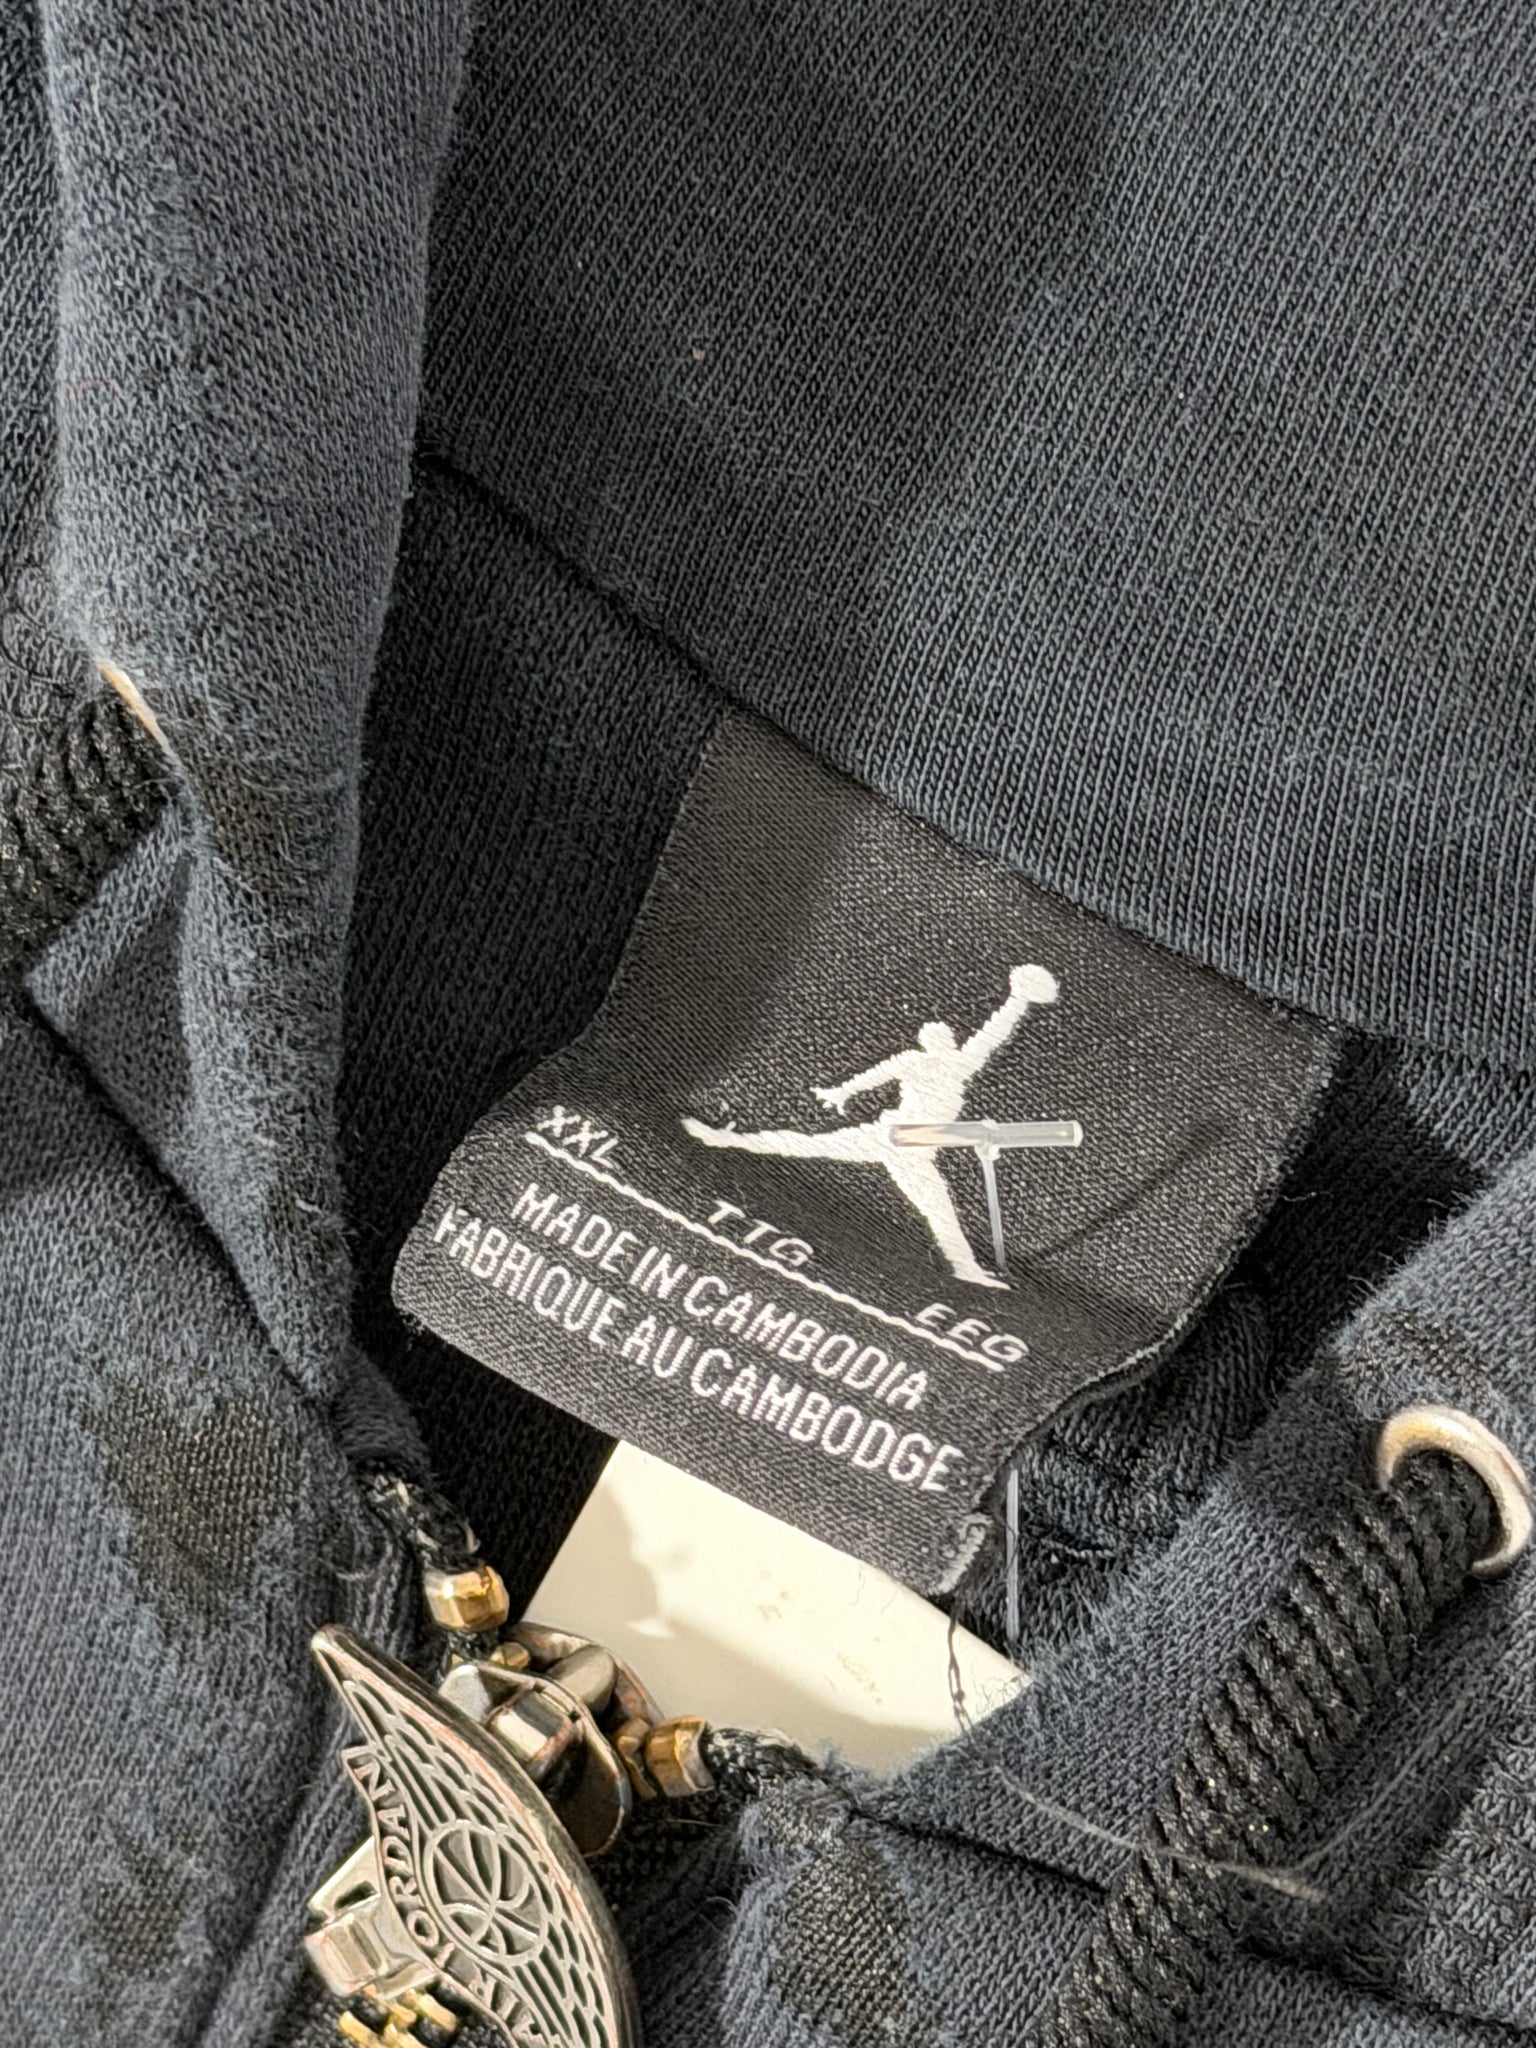 XXL TTG EEG
MADE IN CAMBODIA
FABRIQUE AU CAMBODGE
AIR JORDAN